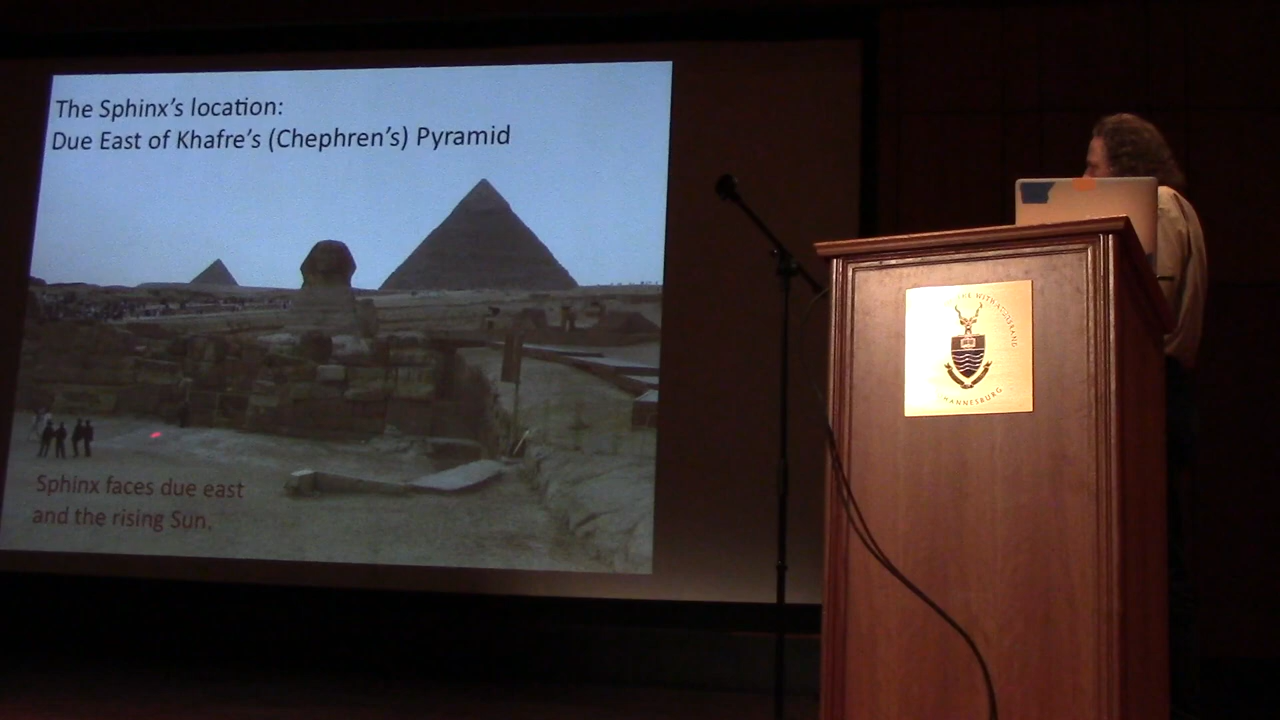 The Sphinx's location:
Due East of Khafre's (Chephren's) Pyramid
Sphinx faces due east
and the rising Sun.